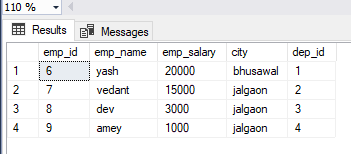 110 %
Results Messages
emp_id emp_name emp_salary city dep_id
1 6 yash 20000 bhusawal 1
2 7 vedant 15000 jalgaon 2
3 8 dev 3000 jalgaon 3
4 9 amey 1000 jalgaon 4